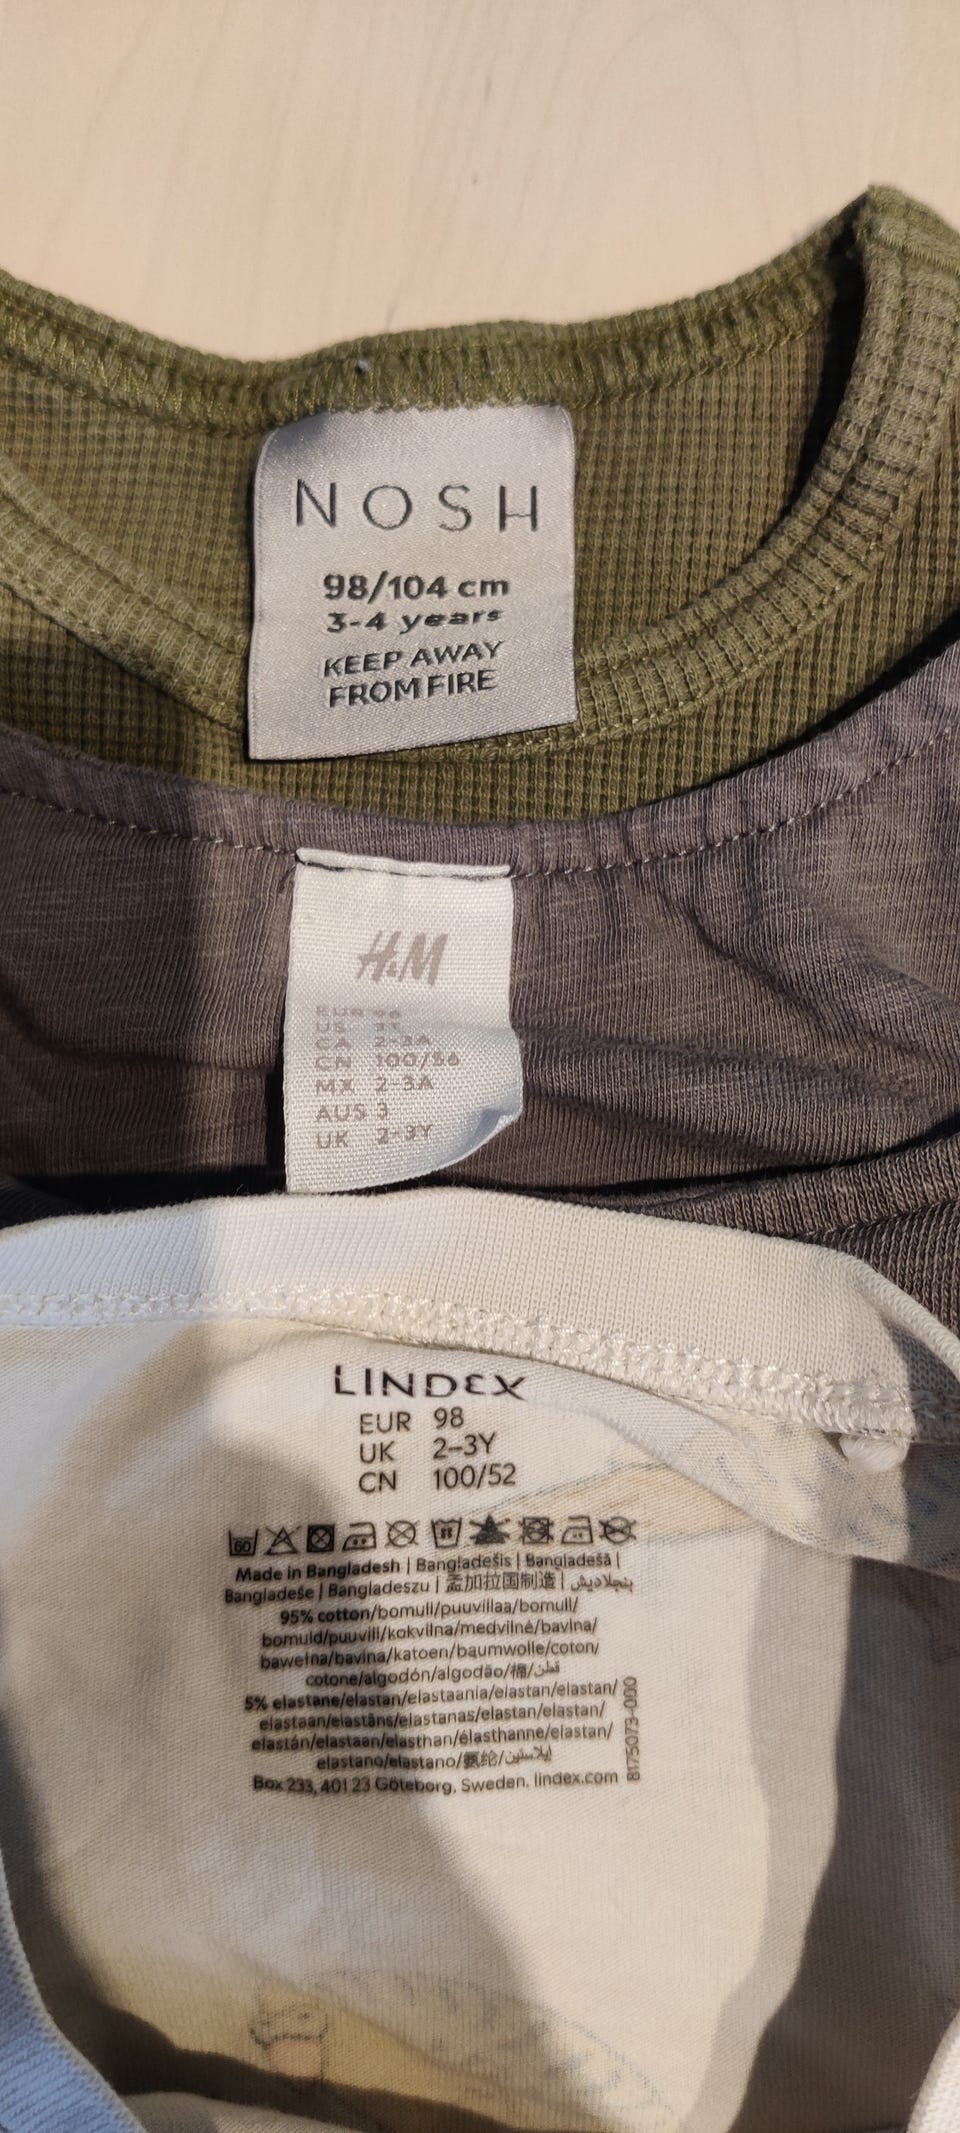 NOSH
98/104 cm
3-4 years
KEEP AWAY
FROM FIRE
H&M
EUR 98
US 3Y
CA 2-3A
CN 100/56
MX 2-3A
AUS 3
UK 2-3Y
LINDEX
EUR 98
UK 2–3Y
CN 100/52
60
Made in Bangladesh | Bangladešis | Bangladešā |
Bangladeše | Bangladeszu | 孟加拉国制造 | بنجلاديش
95% cotton/bomull/puuvillaa/bomull/
bomuld/puuvill/kokvilna/medvilnė/bavlna/
bawełna/bavlna/katoen/baumwolle/coton/
cotone/algodón/algodão/棉/قطن
5% elastane/elastan/elastaania/elastan/elastan/
elastaan/elastāns/elastanas/elastan/elastan/
elastán/elastaan/elasthan/élasthanne/elastan/
elastano/elastano/氨纶/إيلاستين
Box 233, 401 23 Göteborg, Sweden. lindex.com
8175073-000